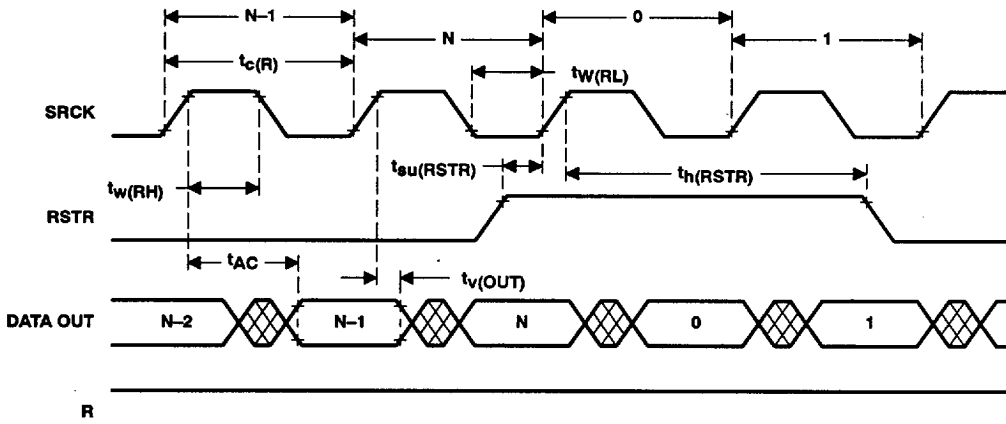 N–1
N
0
1
tc(R)
tW(RL)
SRCK
tsu(RSTR)
th(RSTR)
tw(RH)
RSTR
tAC
tv(OUT)
DATA OUT
N–2
N–1
N
0
1
R